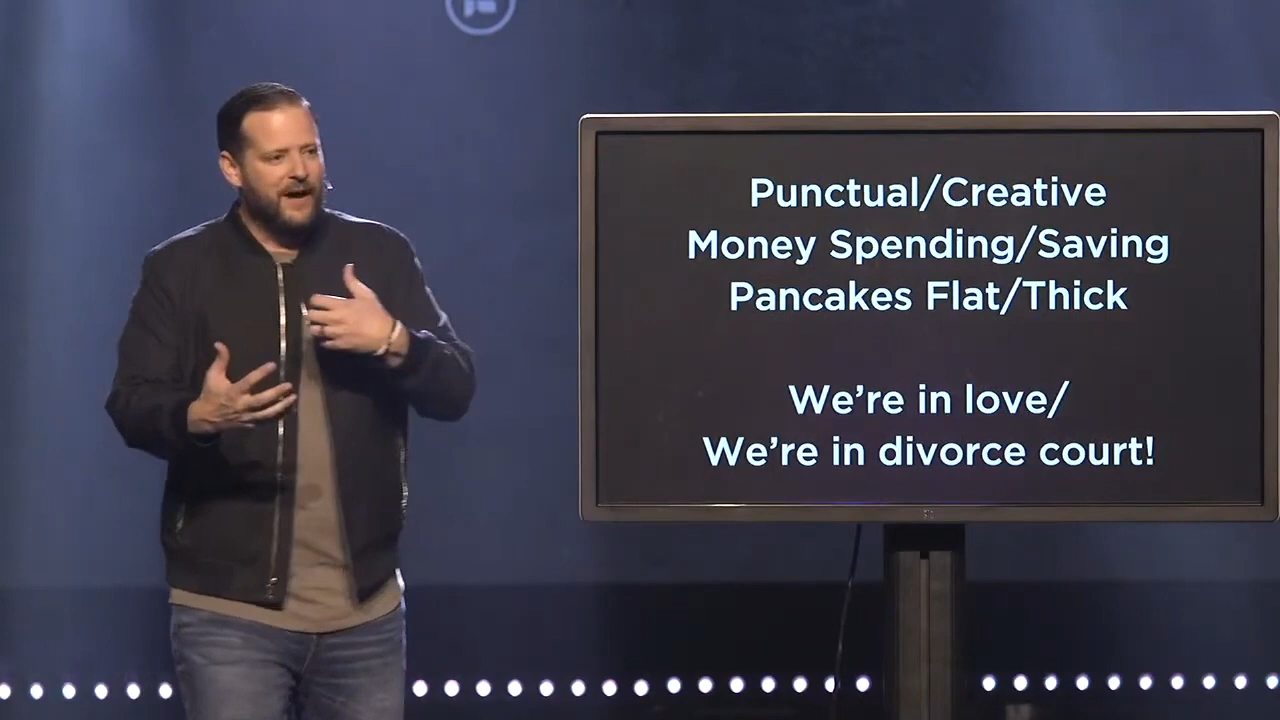 Punctual/Creative
Money Spending/Saving
Pancakes Flat/Thick
We're in love/
We're in divorce court!